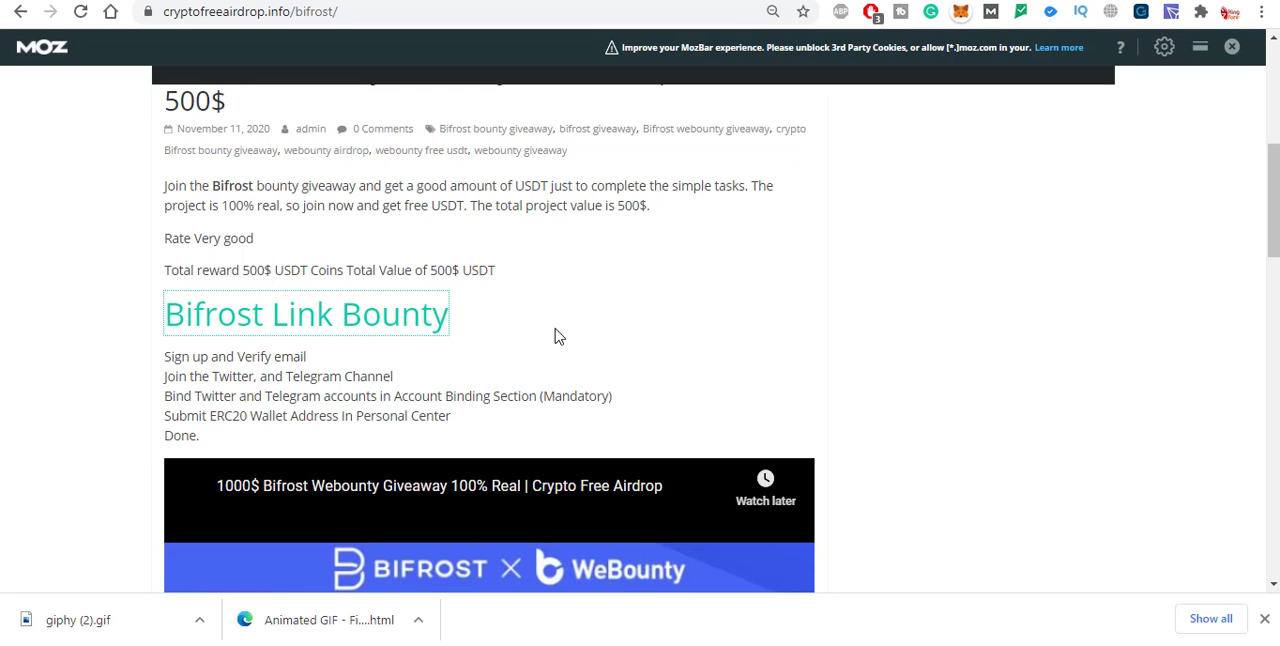 cryptofreeairdrop.info/bifrost/
ABP
3
tb
M
IQ
MOZ
Improve your MozBar experience. Please unblock 3rd Party Cookies, or allow [*.]moz.com in your. Learn more
?
500$
November 11, 2020 admin 0 Comments Bifrost bounty giveaway, bifrost giveaway, Bifrost webounty giveaway, crypto
Bifrost bounty giveaway, webounty airdrop, webounty free usdt, webounty giveaway
Join the Bifrost bounty giveaway and get a good amount of USDT just to complete the simple tasks. The
project is 100% real, so join now and get free USDT. The total project value is 500$.
Rate Very good
Total reward 500$ USDT Coins Total Value of 500$ USDT
Bifrost Link Bounty
Sign up and Verify email
Join the Twitter, and Telegram Channel
Bind Twitter and Telegram accounts in Account Binding Section (Mandatory)
Submit ERC20 Wallet Address In Personal Center
Done.
1000$ Bifrost Webounty Giveaway 100% Real | Crypto Free Airdrop
Watch later
BIFROST X WeBounty
giphy (2).gif
Animated GIF - Fi....html
Show all